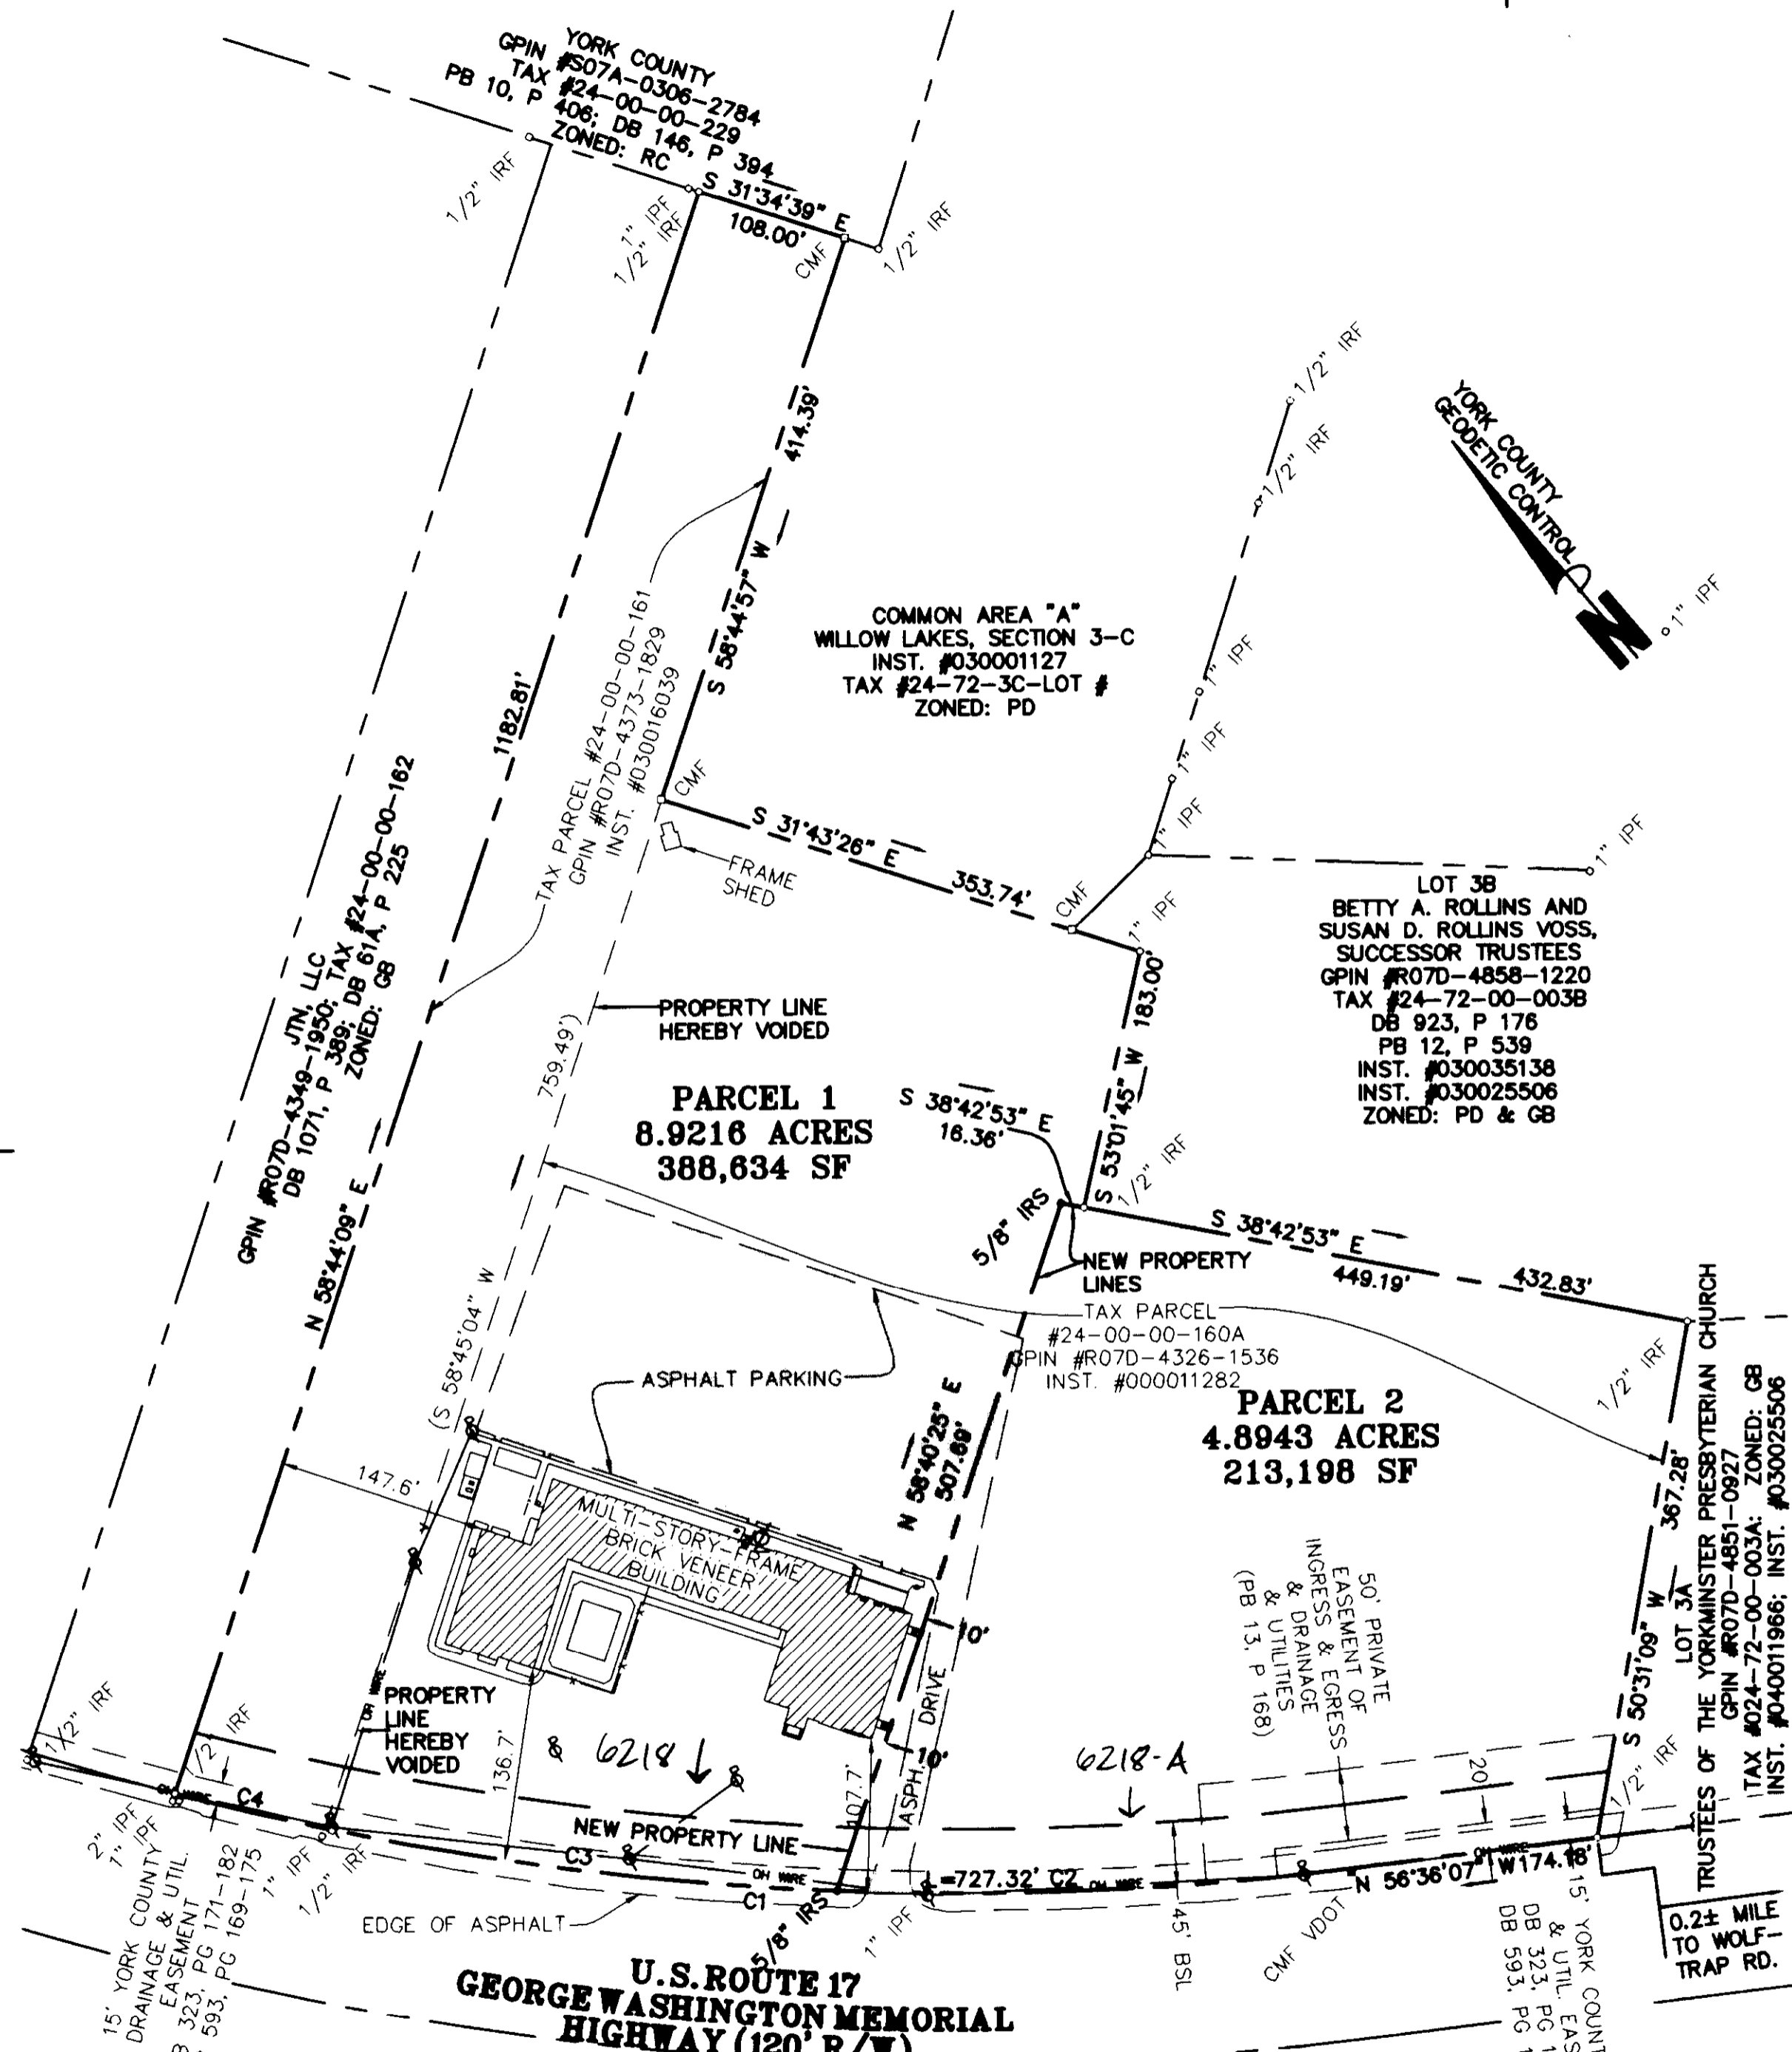 YORK COUNTY
GPIN #S07A-0306-2784
TAX #24-00-00-229
PB 10, P 406; DB 146, P 394
ZONED: RC
1/2" IRF
1" IPF
1/2" IRF
S 31°34'39" E
108.00'
CMF
1/2" IRF
414.39'
S 58°44'57" W
1182.81'
1/2" IRF
1/2" IRF
YORK COUNTY
GEODETIC CONTROL
N
1" IPF
COMMON AREA "A"
WILLOW LAKES, SECTION 3-C
INST. #030001127
TAX #24-72-3C-LOT #
ZONED: PD
1" IPF
1" IPF
1" IPF
1" IPF
TAX PARCEL #24-00-00-161
GPIN #R07D-4373-1829
INST. #030016039
CMF
FRAME
SHED
S 31°43'26" E
353.74'
CMF
1" IPF
JTN, LLC
GPIN #R07D-4349-1950; TAX #24-00-00-162
DB 1071, P 389; DB 61A, P 225
ZONED: GB
LOT 3B
BETTY A. ROLLINS AND
SUSAN D. ROLLINS VOSS,
SUCCESSOR TRUSTEES
GPIN #R07D-4858-1220
TAX #24-72-00-003B
DB 923, P 176
PB 12, P 539
INST. #030035138
INST. #030025506
ZONED: PD & GB
PROPERTY LINE
HEREBY VOIDED
759.49')
(S 58°45'04" W
PARCEL 1
8.9216 ACRES
388,634 SF
S 38°42'53" E
16.36'
S 53°01'45" W 183.00'
1/2" IRF
5/8" IRS
N 58°44'09" E
NEW PROPERTY
LINES
S 38°42'53" E
449.19'
432.83'
TAX PARCEL
#24-00-00-160A
GPIN #R07D-4326-1536
INST. #000011282
ASPHALT PARKING
N 58°40'25" E
507.69'
PARCEL 2
4.8943 ACRES
213,198 SF
1/2" IRF
S 50°31'09" W 367.28'
LOT 3A
TRUSTEES OF THE YORKMINSTER PRESBYTERIAN CHURCH
GPIN #R07D-4851-0927
TAX #024-72-00-003A; ZONED: GB
INST. #040011966; INST. #030025506
147.6'
MULTI-STORY-FRAME
BRICK VENEER
BUILDING
10'
10'
50' PRIVATE
EASEMENT OF
INGRESS & EGRESS
& DRAINAGE
& UTILITIES
(PB 13, P 168)
1/2" IRF
1/2 IRF
OH WIRE
PROPERTY
LINE
HEREBY
VOIDED
136.7'
6218
107.7'
ASPH. DRIVE
6218-A
20'
1/2" IRF
OH WIRE
C4
NEW PROPERTY LINE
C3
OH WIRE
C1
=727.32' C2
OH WIRE
OH WIRE
N 56°36'07" W 174.18'
2" IPF
1" IPF
1" IPF
1/2" IRF
EDGE OF ASPHALT
5/8" IRS
1" IPF
45' BSL
CMF VDOT
0.2± MILE
TO WOLF-
TRAP RD.
15' YORK COUNTY
DRAINAGE & UTIL.
EASEMENT
323, PG 171-182
593, PG 169-175
15' YORK COUNT
& UTIL. EAS
DB 323, PG 1
DB 593, PG 1
U.S. ROUTE 17
GEORGE WASHINGTON MEMORIAL
HIGHWAY (120' R/W)